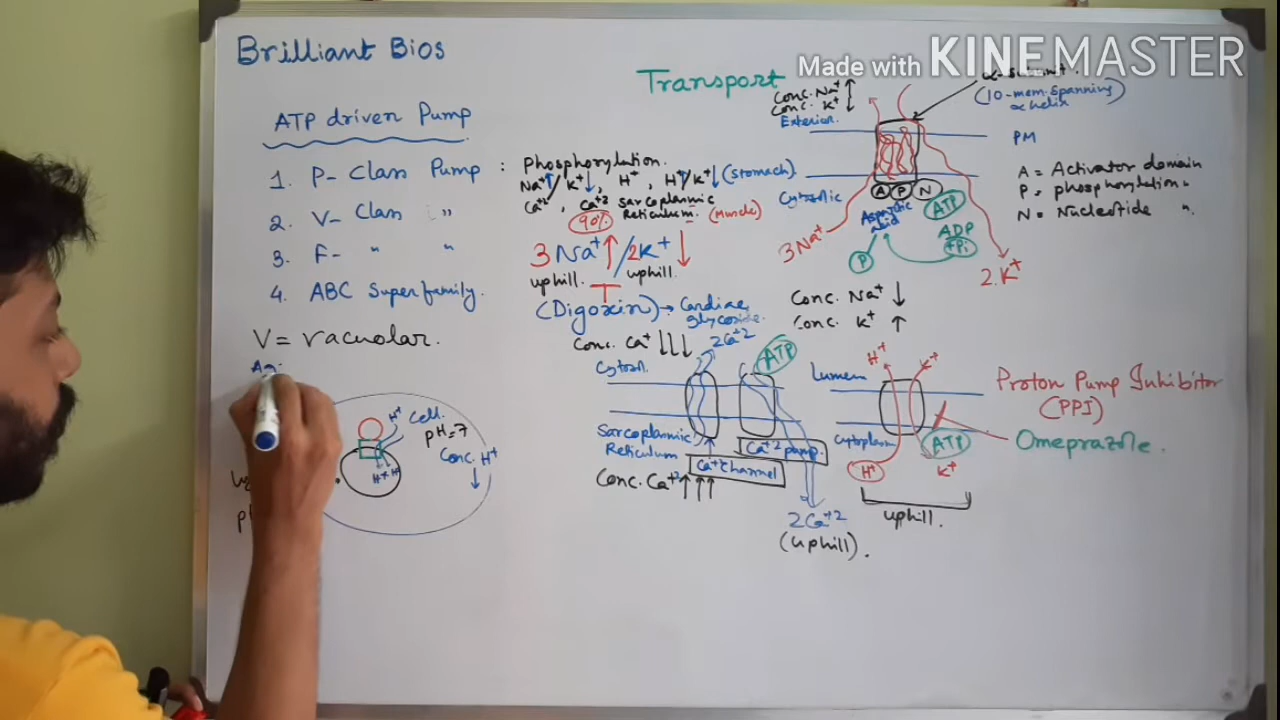 Brilliant Bios
Made with KINEMASTER
Transport
ATP driven Pump
1. P- Class Pump : Phosphorylation.
Na+↑/K+↓, H+, H+↑/K+↓ (Stomach)
Ca+2, Ca+2 Sarcoplasmic
Reticulum. (Muscle)
90%
2. V- Class " "
3. F- " "
4. ABC Superfamily.
3Na+↑/2K+↓
uphill. uphill.
(Digoxin) → Cardiac
glycoside.
V = Vacuolar.
H+ Cell.
pH=7
Conc. H+ ↓
H+ H+
Conc. Na+ ↑
Conc. K+ ↓
Exterior.
α-subunit.
(10-mem. spanning
α helix)
PM
Cytosolic
A P N
ATP
Aspartic
acid
P
ADP
+Pi
3Na+
2K+
A = Activator domain
P = phosphorylation "
N = Nucleotide ".
Conc. Na+ ↓
Conc. K+ ↑
Conc. Ca+ ↓↓↓
2Ca+2
ATP
Cytosol.
Sarcoplasmic
Reticulum
Ca+2 pump.
Ca+ channel
Conc. Ca+2 ↑↑↑
2Ca+2
(uphill).
H+ K+
Lumen
Cytoplasm
ATP
H+ K+
uphill.
Proton Pump Inhibitor
(PPI)
Omeprazole.